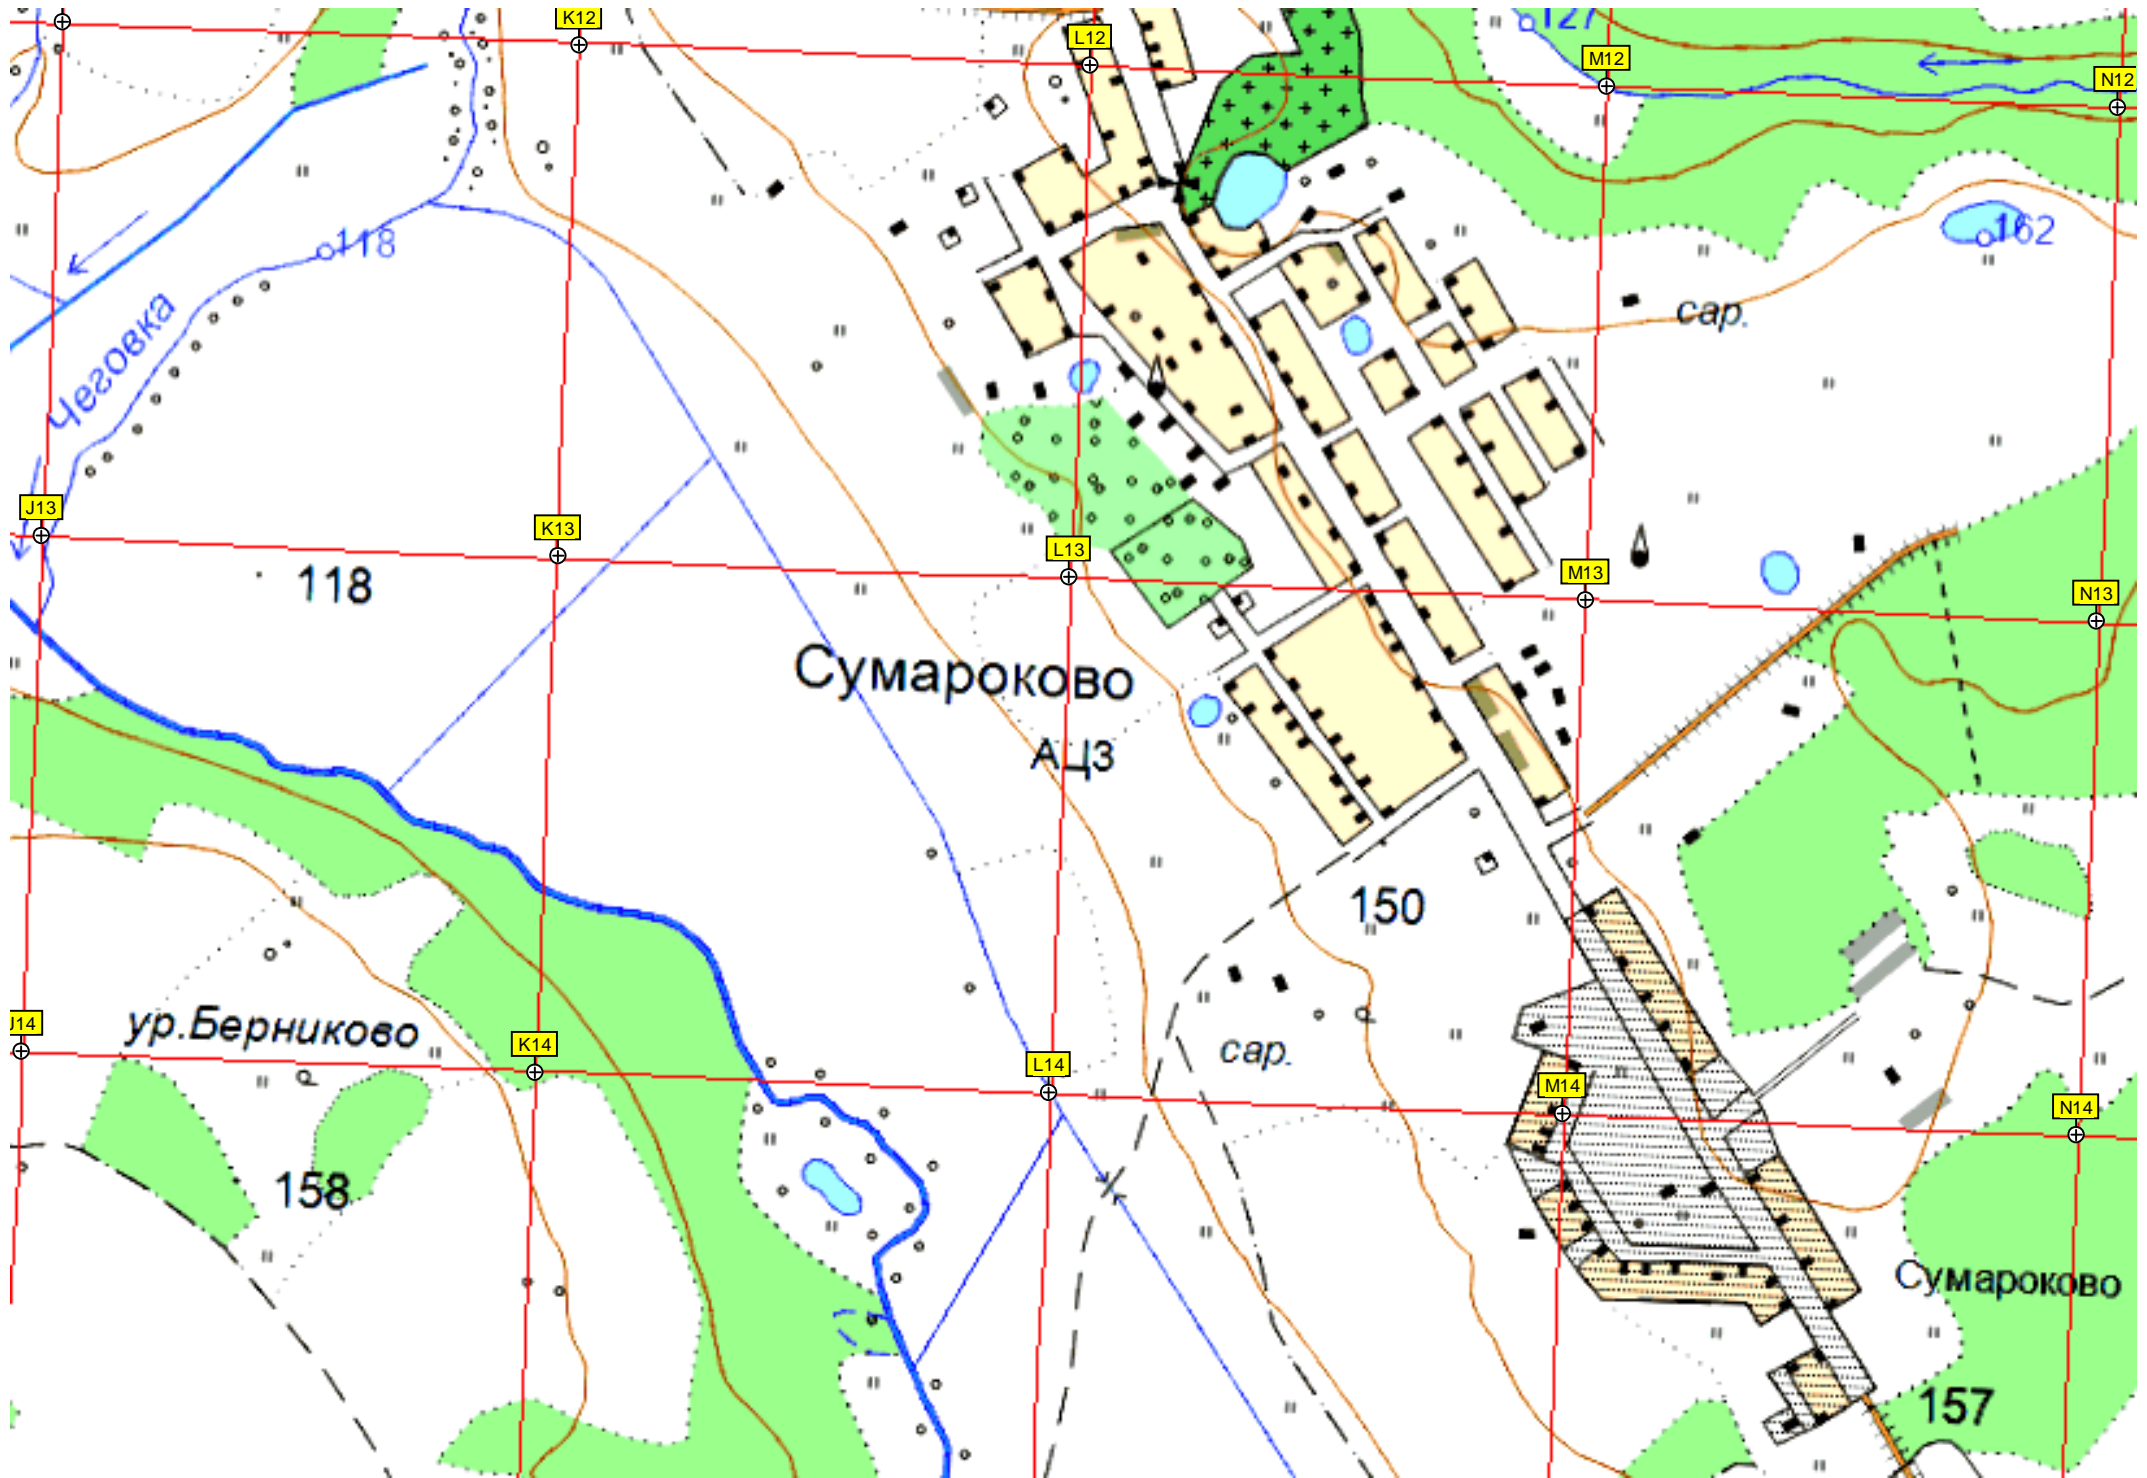 K12
L12
M12
N12
127
118
162
сар.
Чеговка
J13
K13
L13
M13
N13
118
Сумароково
АЦЗ
150
ур.Берниково
сар.
J14
K14
L14
M14
N14
158
Сумароково
157